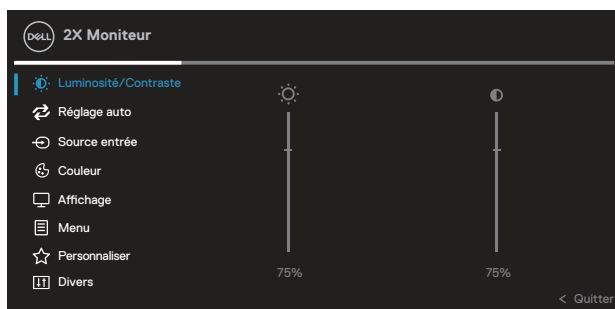 DELL
2X Moniteur
Luminosité/Contraste
Réglage auto
Source entrée
Couleur
Affichage
Menu
Personnaliser
Divers
75%
75%
< Quitter